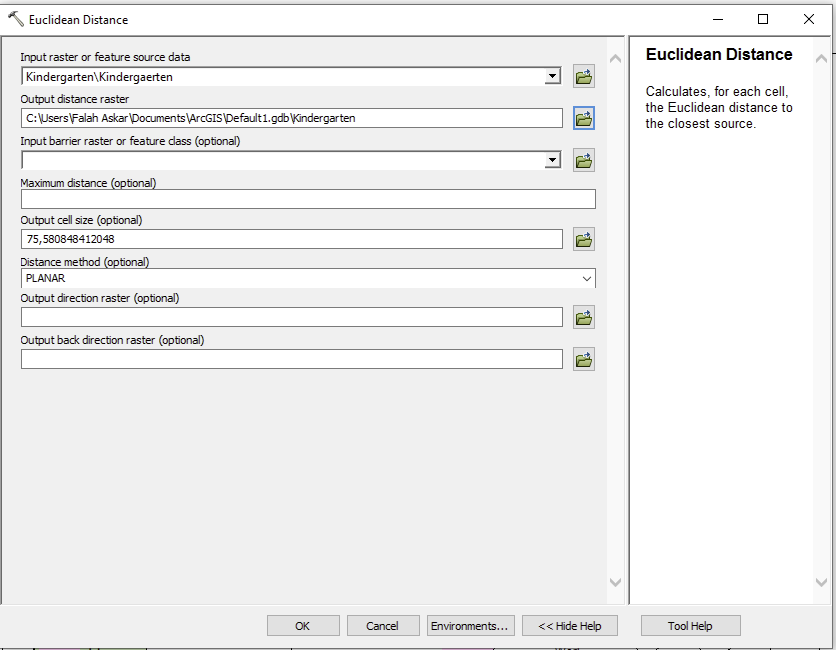 Euclidean Distance
Input raster or feature source data
Kindergarten\Kindergaerten
Output distance raster
C:\Users\Falah Askar\Documents\ArcGIS\Default1.gdb\Kindergarten
Input barrier raster or feature class (optional)
Maximum distance (optional)
Output cell size (optional)
75,580848412048
Distance method (optional)
PLANAR
Output direction raster (optional)
Output back direction raster (optional)
OK
Cancel
Environments...
<< Hide Help
Euclidean Distance
Calculates, for each cell,
the Euclidean distance to
the closest source.
Tool Help